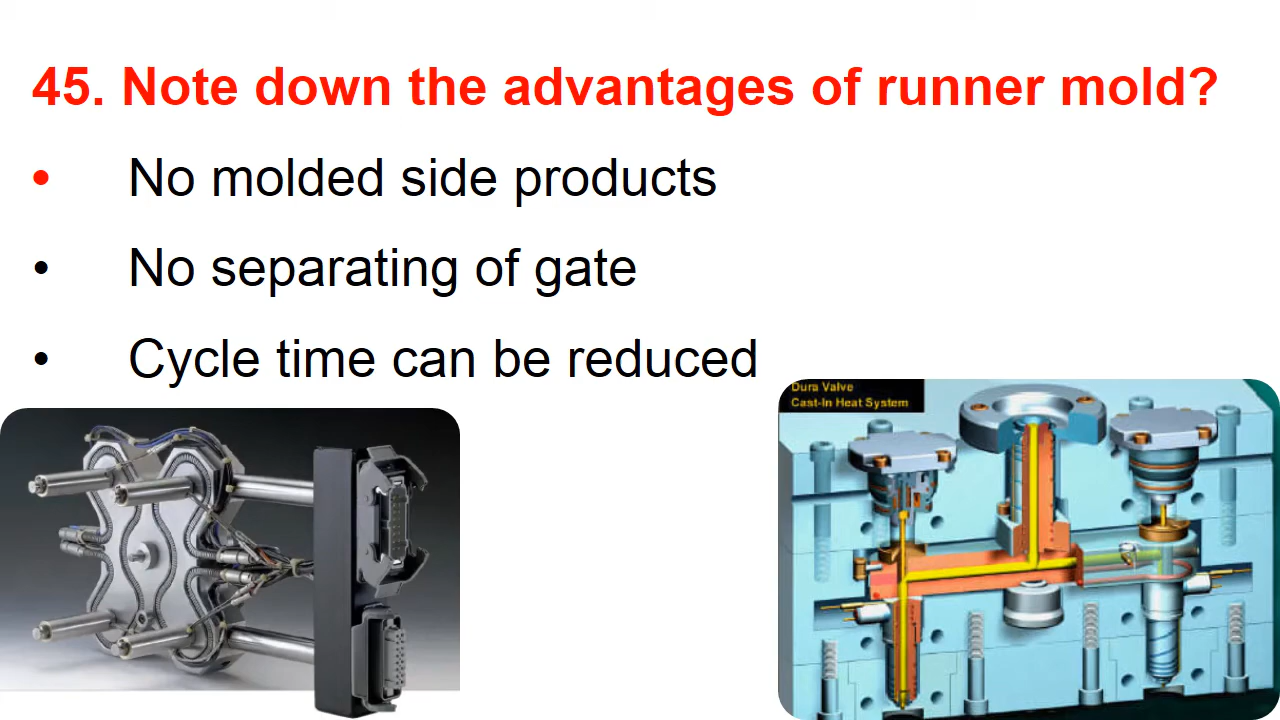 45. Note down the advantages of runner mold?
• No molded side products
• No separating of gate
• Cycle time can be reduced
Dura Valve
Cast-In Heat System